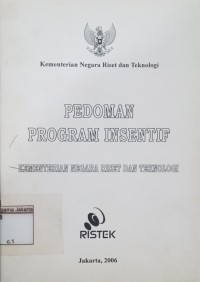 Kementerian Negara Riset dan Teknologi
PEDOMAN
PROGRAM INSENTIF
KEMENTERIAN NEGARA RISET DAN TEKNOLOGI
RISTEK
Jakarta, 2006